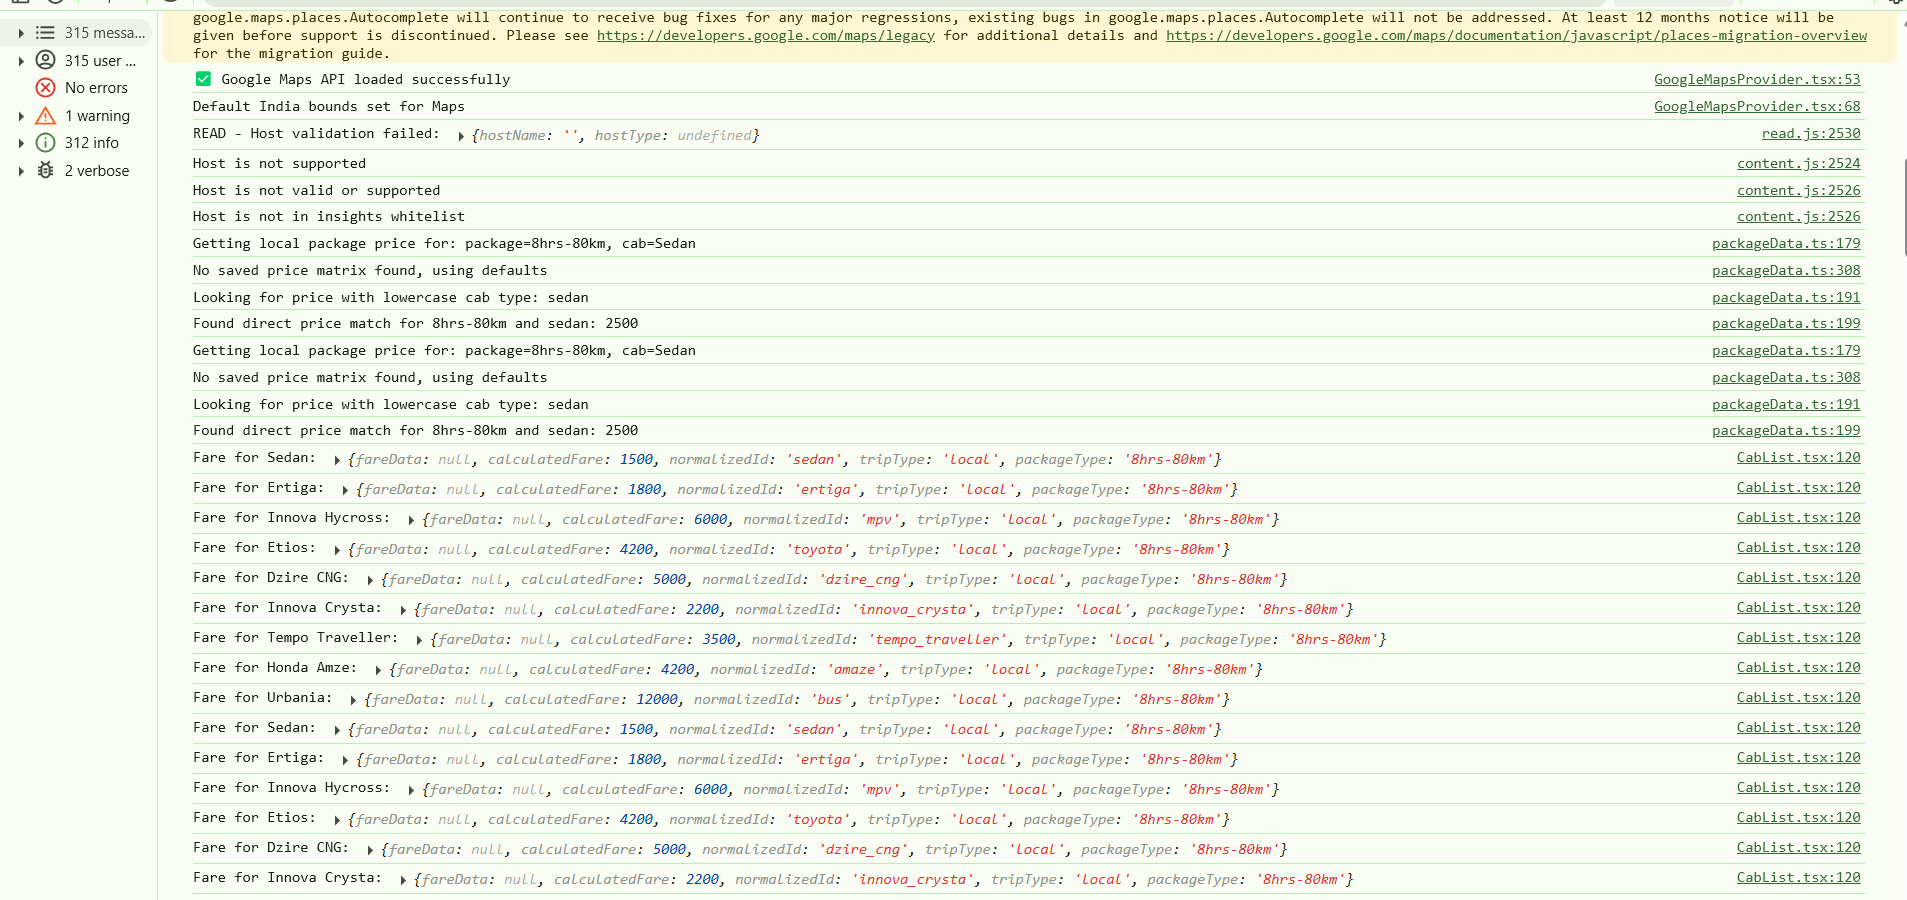 google.maps.places.Autocomplete will continue to receive bug fixes for any major regressions, existing bugs in google.maps.places.Autocomplete will not be addressed. At least 12 months notice will be
given before support is discontinued. Please see https://developers.google.com/maps/legacy for additional details and https://developers.google.com/maps/documentation/javascript/places-migration-overview
for the migration guide.
315 messa...
315 user ...
No errors
1 warning
312 info
2 verbose
✅ Google Maps API loaded successfully GoogleMapsProvider.tsx:53
Default India bounds set for Maps GoogleMapsProvider.tsx:68
READ - Host validation failed: ▶ {hostName: '', hostType: undefined} read.js:2530
Host is not supported content.js:2524
Host is not valid or supported content.js:2526
Host is not in insights whitelist content.js:2526
Getting local package price for: package=8hrs-80km, cab=Sedan packageData.ts:179
No saved price matrix found, using defaults packageData.ts:308
Looking for price with lowercase cab type: sedan packageData.ts:191
Found direct price match for 8hrs-80km and sedan: 2500 packageData.ts:199
Getting local package price for: package=8hrs-80km, cab=Sedan packageData.ts:179
No saved price matrix found, using defaults packageData.ts:308
Looking for price with lowercase cab type: sedan packageData.ts:191
Found direct price match for 8hrs-80km and sedan: 2500 packageData.ts:199
Fare for Sedan: ▶ {fareData: null, calculatedFare: 1500, normalizedId: 'sedan', tripType: 'local', packageType: '8hrs-80km'} CabList.tsx:120
Fare for Ertiga: ▶ {fareData: null, calculatedFare: 1800, normalizedId: 'ertiga', tripType: 'local', packageType: '8hrs-80km'} CabList.tsx:120
Fare for Innova Hycross: ▶ {fareData: null, calculatedFare: 6000, normalizedId: 'mpv', tripType: 'local', packageType: '8hrs-80km'} CabList.tsx:120
Fare for Etios: ▶ {fareData: null, calculatedFare: 4200, normalizedId: 'toyota', tripType: 'local', packageType: '8hrs-80km'} CabList.tsx:120
Fare for Dzire CNG: ▶ {fareData: null, calculatedFare: 5000, normalizedId: 'dzire_cng', tripType: 'local', packageType: '8hrs-80km'} CabList.tsx:120
Fare for Innova Crysta: ▶ {fareData: null, calculatedFare: 2200, normalizedId: 'innova_crysta', tripType: 'local', packageType: '8hrs-80km'} CabList.tsx:120
Fare for Tempo Traveller: ▶ {fareData: null, calculatedFare: 3500, normalizedId: 'tempo_traveller', tripType: 'local', packageType: '8hrs-80km'} CabList.tsx:120
Fare for Honda Amze: ▶ {fareData: null, calculatedFare: 4200, normalizedId: 'amaze', tripType: 'local', packageType: '8hrs-80km'} CabList.tsx:120
Fare for Urbania: ▶ {fareData: null, calculatedFare: 12000, normalizedId: 'bus', tripType: 'local', packageType: '8hrs-80km'} CabList.tsx:120
Fare for Sedan: ▶ {fareData: null, calculatedFare: 1500, normalizedId: 'sedan', tripType: 'local', packageType: '8hrs-80km'} CabList.tsx:120
Fare for Ertiga: ▶ {fareData: null, calculatedFare: 1800, normalizedId: 'ertiga', tripType: 'local', packageType: '8hrs-80km'} CabList.tsx:120
Fare for Innova Hycross: ▶ {fareData: null, calculatedFare: 6000, normalizedId: 'mpv', tripType: 'local', packageType: '8hrs-80km'} CabList.tsx:120
Fare for Etios: ▶ {fareData: null, calculatedFare: 4200, normalizedId: 'toyota', tripType: 'local', packageType: '8hrs-80km'} CabList.tsx:120
Fare for Dzire CNG: ▶ {fareData: null, calculatedFare: 5000, normalizedId: 'dzire_cng', tripType: 'local', packageType: '8hrs-80km'} CabList.tsx:120
Fare for Innova Crysta: ▶ {fareData: null, calculatedFare: 2200, normalizedId: 'innova_crysta', tripType: 'local', packageType: '8hrs-80km'} CabList.tsx:120